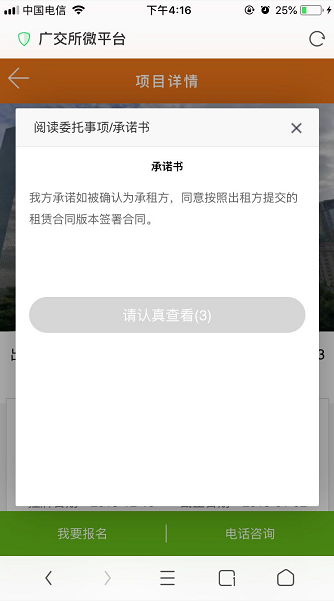 中国电信 下午4:16 25%
广交所微平台
项目详情
阅读委托事项/承诺书
承诺书
我方承诺如被确认为承租方，同意按照出租方提交的
租赁合同版本签署合同。
请认真查看(3)
3
我要报名 电话咨询